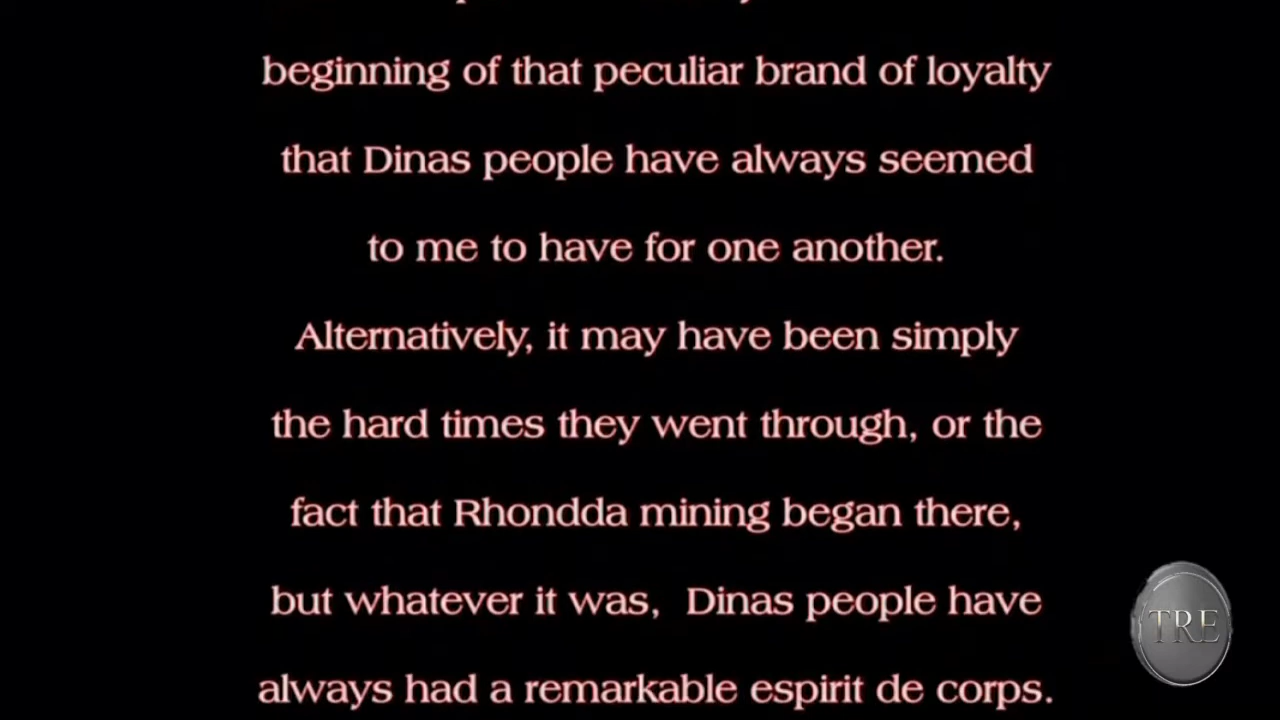 beginning of that peculiar brand of loyalty
that Dinas people have always seemed
to me to have for one another.
Alternatively, it may have been simply
the hard times they went through, or the
fact that Rhondda mining began there,
but whatever it was, Dinas people have
always had a remarkable espirit de corps.
TRE